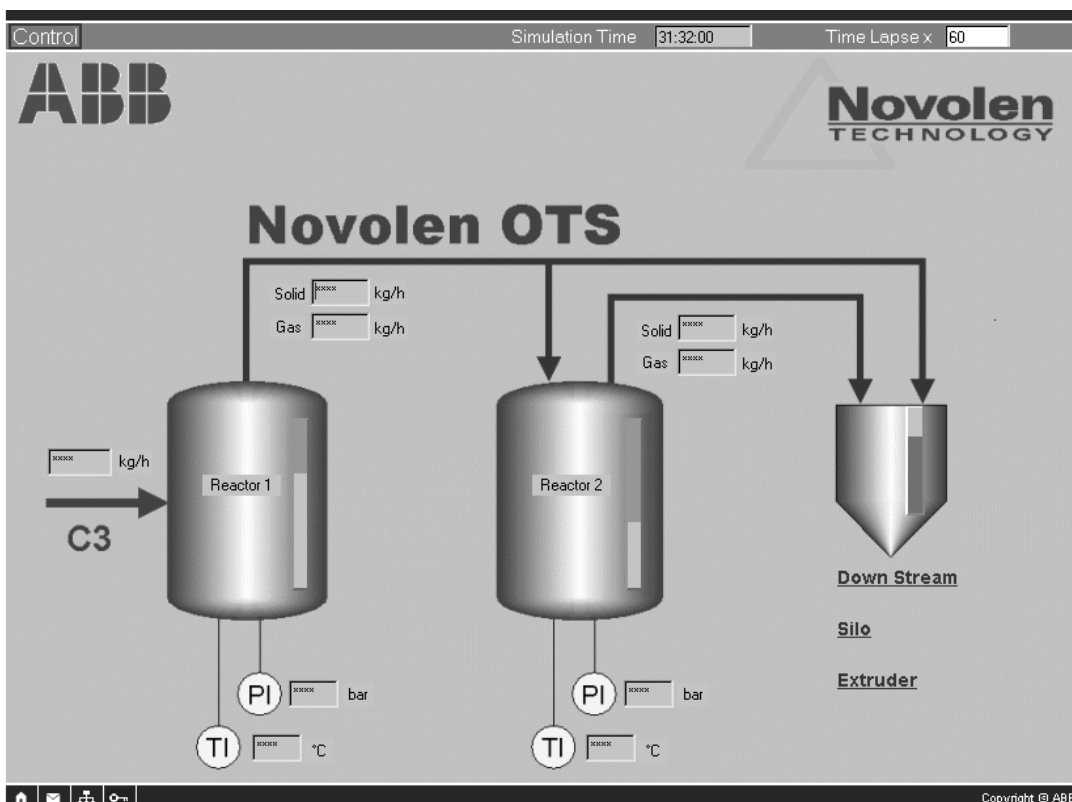 Control
Simulation Time 31:32:00
Time Lapse x 60
ABB
Novolen
TECHNOLOGY
Novolen OTS
Solid **** kg/h
Gas **** kg/h
Solid **** kg/h
Gas **** kg/h
**** kg/h
C3
Reactor 1
Reactor 2
Down Stream
Silo
Extruder
PI **** bar
TI **** °C
PI **** bar
TI **** °C
Copyright © ABB